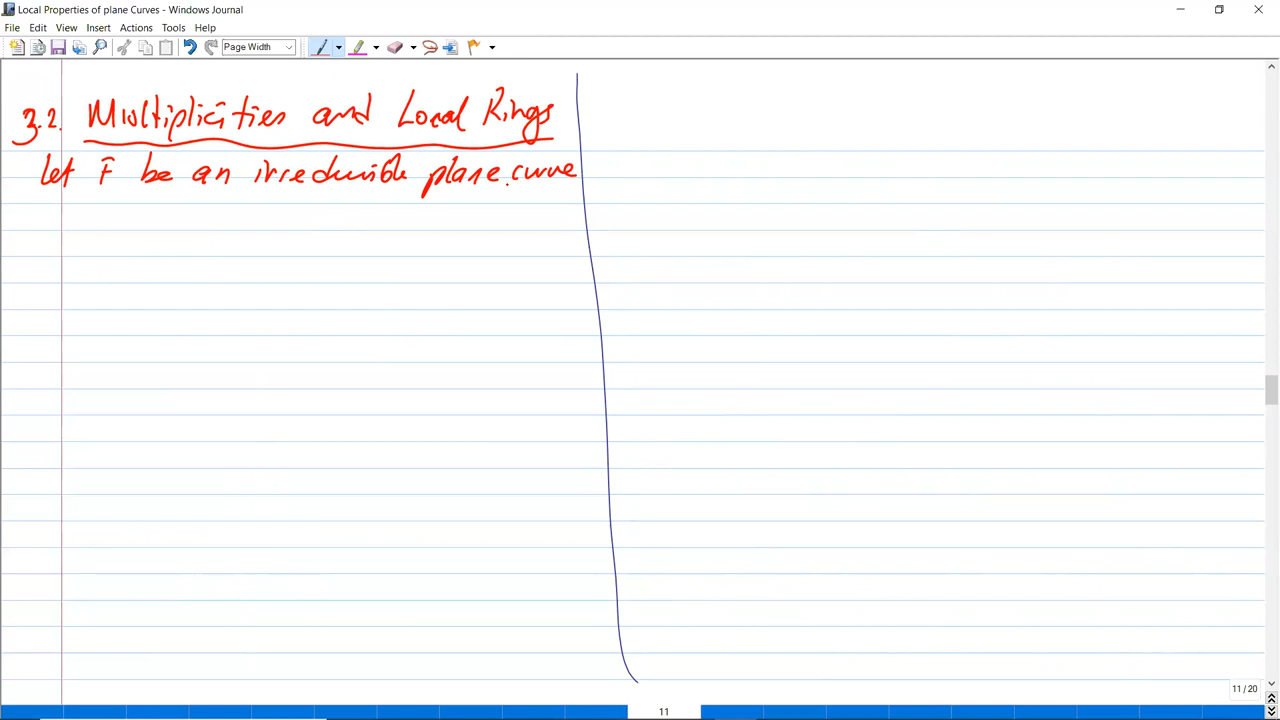 Local Properties of plane Curves - Windows Journal
File Edit View Insert Actions Tools Help
Page Width
3.2. Multiplicities and Local Rings
Let F be an irreducible plane curve
11 / 20
11